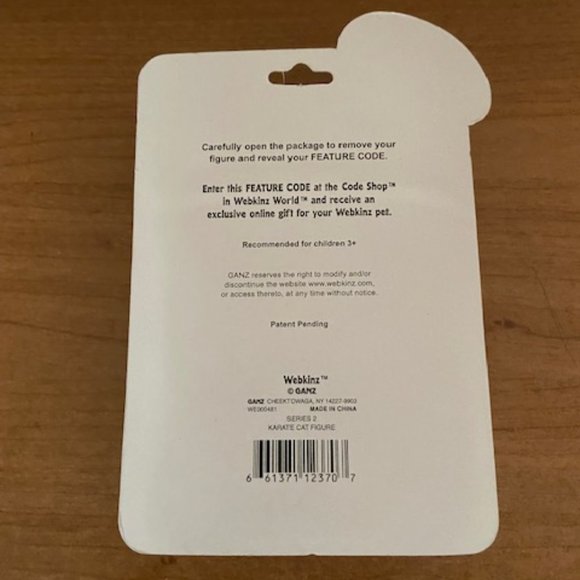 Carefully open the package to remove your
figure and reveal your FEATURE CODE.
Enter this FEATURE CODE at the Code Shop™
in Webkinz World™ and receive an
exclusive online gift for your Webkinz pet.
Recommended for children 3+
GANZ reserves the right to modify and/or
discontinue the website www.webkinz.com,
or access thereto, at any time without notice.
Patent Pending
Webkinz™
© GANZ
GANZ CHEEKTOWAGA, NY 14227-9903
WE000481 MADE IN CHINA
SERIES 2
KARATE CAT FIGURE
6 61371 12370 7